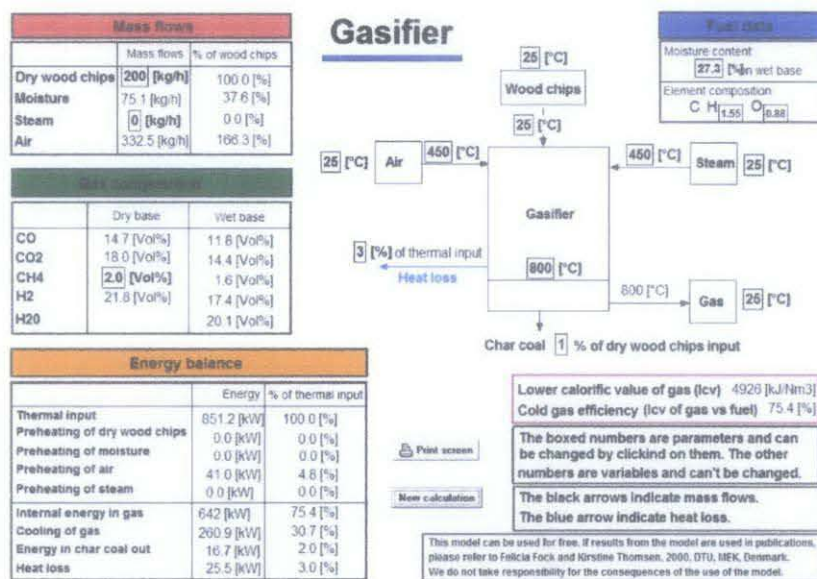 Mass flows
Mass flows % of wood chips
Dry wood chips 200 [kg/h] 100.0 [%]
Moisture 75.1 [kg/h] 37.6 [%]
Steam 0 [kg/h] 0.0 [%]
Air 332.5 [kg/h] 166.3 [%]
Gas composition
Dry base Wet base
CO 14.7 [Vol%] 11.8 [Vol%]
CO2 18.0 [Vol%] 14.4 [Vol%]
CH4 2.0 [Vol%] 1.6 [Vol%]
H2 21.8 [Vol%] 17.4 [Vol%]
H20 20.1 [Vol%]
Energy balance
Energy % of thermal input
Thermal input 851.2 [kW] 100.0 [%]
Preheating of dry wood chips 0.0 [kW] 0.0 [%]
Preheating of moisture 0.0 [kW] 0.0 [%]
Preheating of air 41.0 [kW] 4.8 [%]
Preheating of steam 0.0 [kW] 0.0 [%]
Internal energy in gas 642 [kW] 75.4 [%]
Cooling of gas 260.9 [kW] 30.7 [%]
Energy in char coal out 16.7 [kW] 2.0 [%]
Heat loss 25.5 [kW] 3.0 [%]
Gasifier
25 [°C]
Wood chips
25 [°C]
25 [°C] Air 450 [°C]
450 [°C] Steam 25 [°C]
Gasifier
3 [%] of thermal input
Heat loss
800 [°C]
800 [°C] Gas 25 [°C]
Char coal 1 % of dry wood chips input
Fuel data
Moisture content
27.3 [%] on wet base
Element composition
C H 1.55 O 0.88
Lower calorific value of gas (lcv) 4926 [kJ/Nm3]
Cold gas efficiency (lcv of gas vs fuel) 75.4 [%]
Print screen
New calculation
The boxed numbers are parameters and can
be changed by clickind on them. The other
numbers are variables and can't be changed.
The black arrows indicate mass flows.
The blue arrow indicate heat loss.
This model can be used for free. If results from the model are used in publications,
please refer to Felicia Fock and Kirstine Thomsen, 2000, DTU, MEK, Denmark.
We do not take responsibility for the consequences of the use of the model.